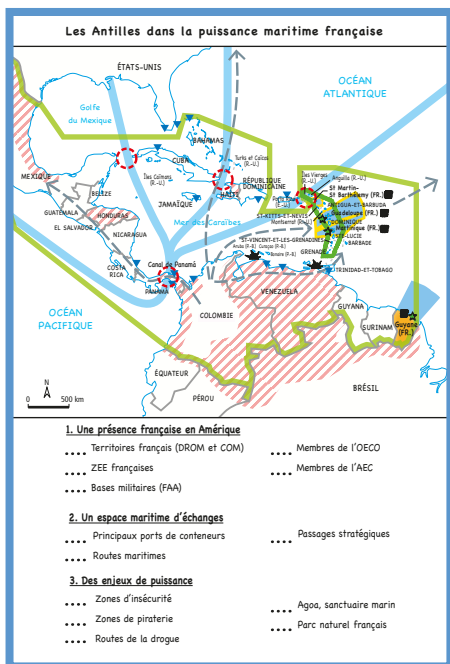 Les Antilles dans la puissance maritime française
ÉTATS-UNIS
OCÉAN
ATLANTIQUE
Golfe
du Mexique
BAHAMAS
Turks et Caïcos
(R.-U.)
CUBA
Îles Caïmans
(R.-U.)
RÉPUBLIQUE
DOMINICAINE
HAÏTI
Îles Vierges
(R.-U.)
Anguilla (R.-U.)
St Martin-
St Barthélemy (FR.)
MEXIQUE
BELIZE
JAMAÏQUE
Porto Rico
(É.-U.)
ANTIGUA-ET-BARBUDA
ST-KITTS-ET-NEVIS
Montserrat (R.-U.)
Guadeloupe (FR.)
DOMINIQUE
Martinique (FR.)
STE-LUCIE
BARBADE
GUATEMALA
HONDURAS
EL SALVADOR
NICARAGUA
Mer des Caraïbes
ST-VINCENT-ET-LES-GRENADINES
Aruba (P.-B.) Curaçao (P.-B.)
Bonaire (P.-B.)
GRENADE
COSTA
RICA
Canal de Panamá
PANAMA
TRINIDAD-ET-TOBAGO
VENEZUELA
OCÉAN
PACIFIQUE
COLOMBIE
GUYANA
SURINAM
Guyane
(FR.)
ÉQUATEUR
PÉROU
BRÉSIL
N
0 500 km
1. Une présence française en Amérique
.... Territoires français (DROM et COM)
.... Membres de l'OECO
.... ZEE françaises
.... Membres de l'AEC
.... Bases militaires (FAA)
2. Un espace maritime d'échanges
.... Principaux ports de conteneurs
.... Passages stratégiques
.... Routes maritimes
3. Des enjeux de puissance
.... Zones d'insécurité
.... Agoa, sanctuaire marin
.... Zones de piraterie
.... Parc naturel français
.... Routes de la drogue